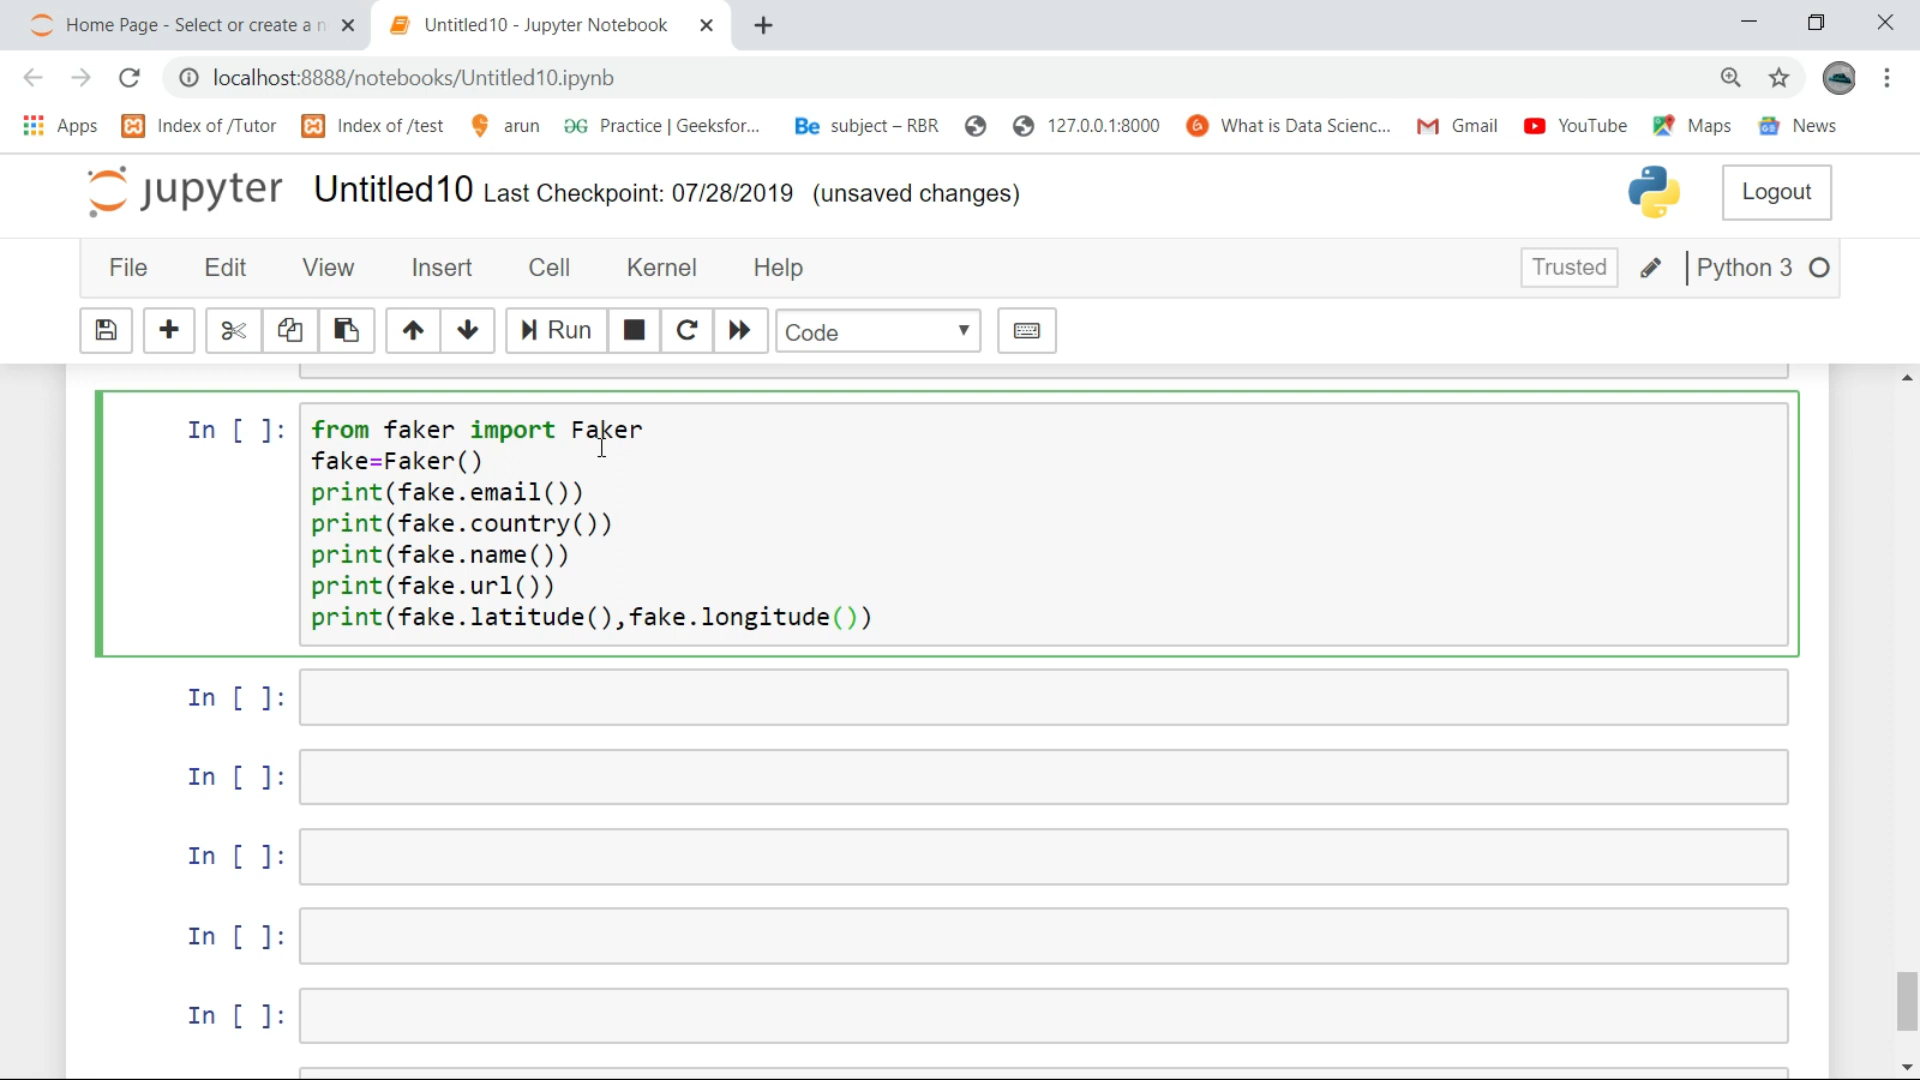 Home Page - Select or create a n
Untitled10 - Jupyter Notebook
localhost:8888/notebooks/Untitled10.ipynb
Apps
Index of /Tutor
Index of /test
arun
Practice | Geeksfor...
Be subject – RBR
127.0.0.1:8000
What is Data Scienc...
Gmail
YouTube
Maps
News
jupyter Untitled10 Last Checkpoint: 07/28/2019 (unsaved changes)
Logout
File Edit View Insert Cell Kernel Help
Trusted
Python 3
Run
Code
In [ ]: from faker import Faker
fake=Faker()
print(fake.email())
print(fake.country())
print(fake.name())
print(fake.url())
print(fake.latitude(),fake.longitude())
In [ ]:
In [ ]:
In [ ]:
In [ ]:
In [ ]: